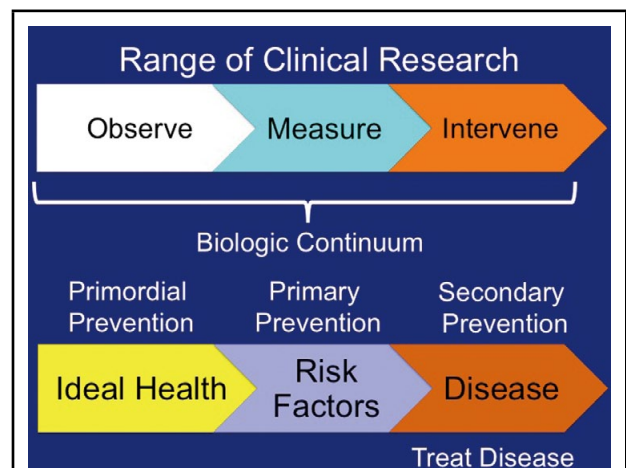 Range of Clinical Research
Observe Measure Intervene
Biologic Continuum
Primordial Prevention
Primary Prevention
Secondary Prevention
Ideal Health
Risk Factors
Disease
Treat Disease